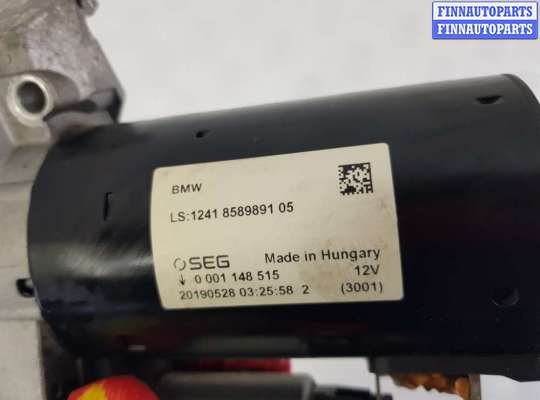 FINNAUTOPARTS
FINNAUTOPARTS
BMW
LS:1241 8589891 05
SEG Made in Hungary
0 001 148 515 12V
20190528 03:25:58 2 (3001)